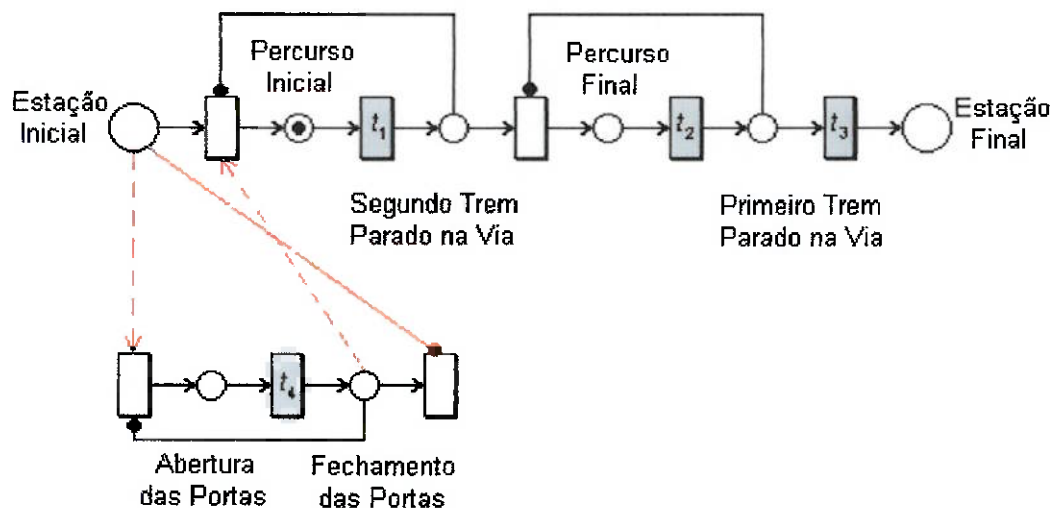 Percurso
Inicial
Percurso
Final
Estação
Inicial
Estação
Final
t₁
t₂
t₃
Segundo Trem
Parado na Via
Primeiro Trem
Parado na Via
t₄
Abertura
das Portas
Fechamento
das Portas